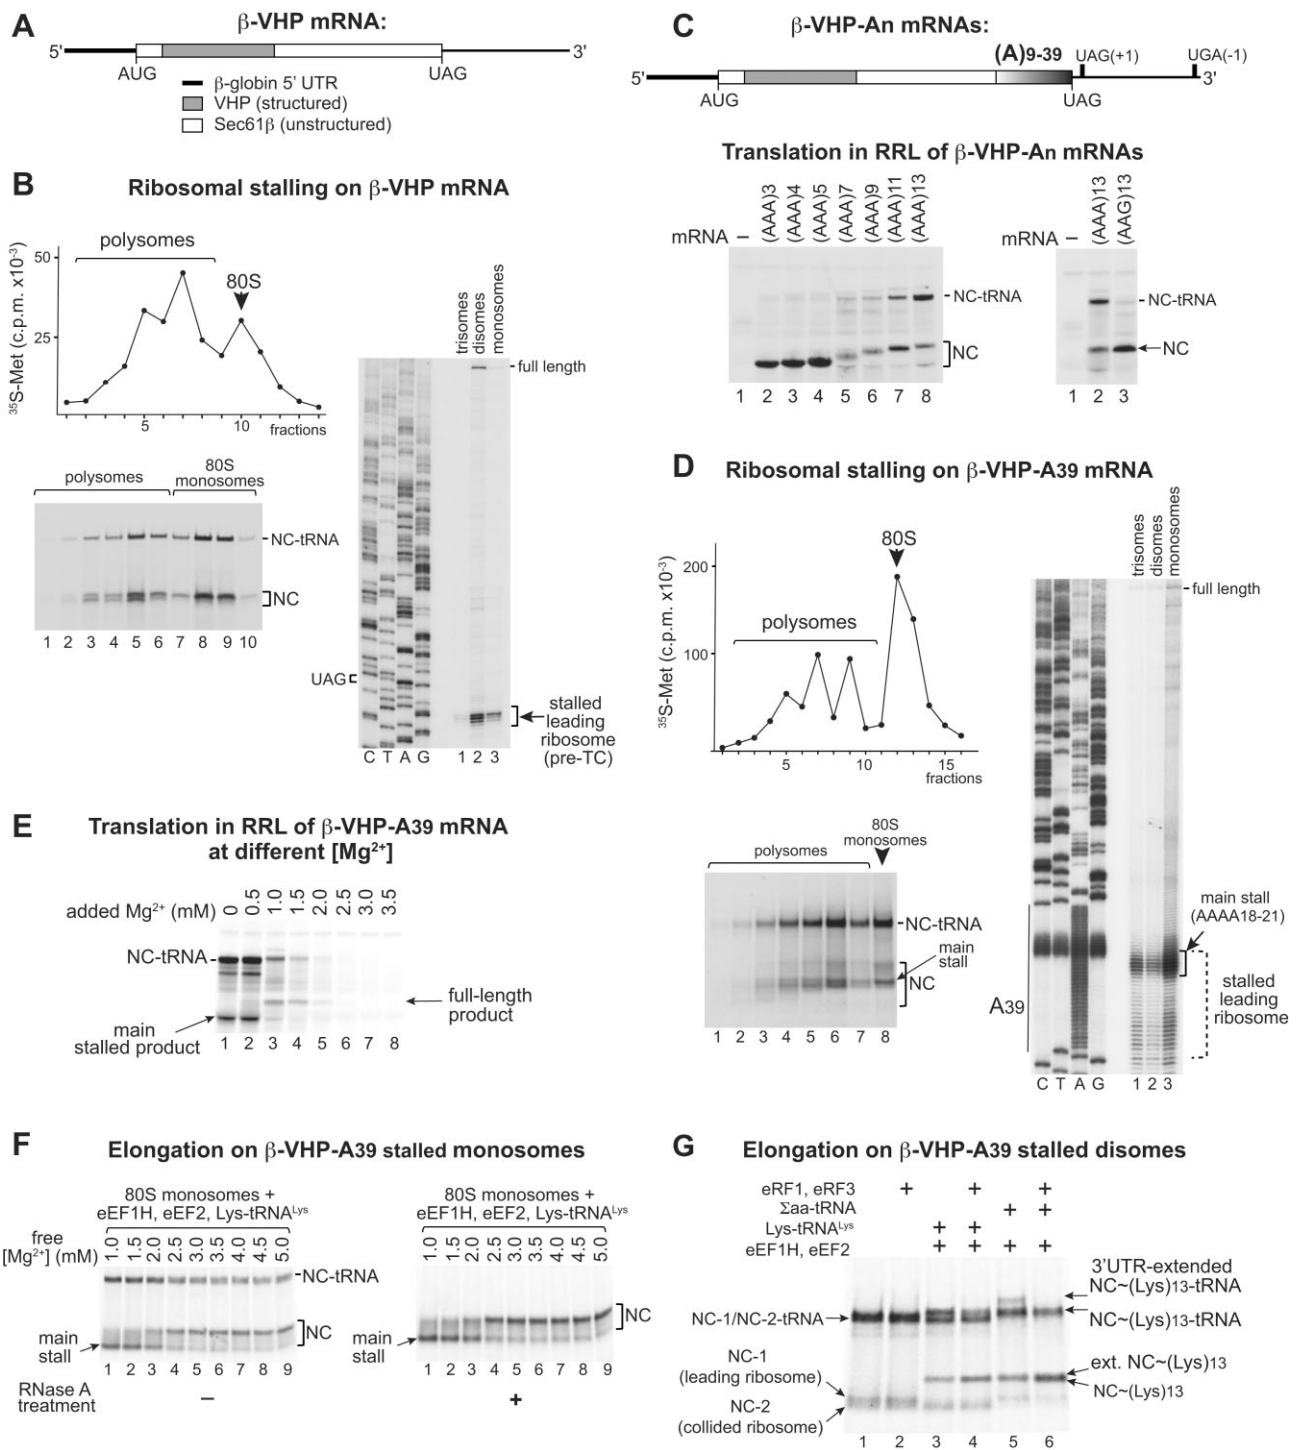 A
β-VHP mRNA:
5'
3'
AUG
UAG
β-globin 5' UTR
VHP (structured)
Sec61β (unstructured)
B
Ribosomal stalling on β-VHP mRNA
polysomes
80S
³⁵S-Met (c.p.m. x10⁻³)
50
25
5
10
fractions
trisomes
disomes
monosomes
full length
polysomes
80S
monosomes
NC-tRNA
NC
1 2 3 4 5 6 7 8 9 10
UAG
stalled
leading
ribosome
(pre-TC)
C T A G
1 2 3
C
β-VHP-An mRNAs:
(A)9-39
UAG(+1)
UGA(-1)
5'
3'
AUG
UAG
Translation in RRL of β-VHP-An mRNAs
mRNA
–
(AAA)3
(AAA)4
(AAA)5
(AAA)7
(AAA)9
(AAA)11
(AAA)13
NC-tRNA
NC
1 2 3 4 5 6 7 8
mRNA
–
(AAA)13
(AAG)13
NC-tRNA
NC
1 2 3
D
Ribosomal stalling on β-VHP-A39 mRNA
80S
polysomes
³⁵S-Met (c.p.m. x10⁻³)
200
100
5
10
15
fractions
trisomes
disomes
monosomes
full length
80S
monosomes
polysomes
NC-tRNA
main
stall
NC
1 2 3 4 5 6 7 8
main stall
(AAAA18-21)
stalled
leading
ribosome
A39
C T A G
1 2 3
E
Translation in RRL of β-VHP-A39 mRNA
at different [Mg²⁺]
added Mg²⁺ (mM)
0
0.5
1.0
1.5
2.0
2.5
3.0
3.5
NC-tRNA
full-length
product
main
stalled product
1 2 3 4 5 6 7 8
F
Elongation on β-VHP-A39 stalled monosomes
80S monosomes +
eEF1H, eEF2, Lys-tRNAᴸʸˢ
80S monosomes +
eEF1H, eEF2, Lys-tRNAᴸʸˢ
free
[Mg²⁺] (mM)
1.0
1.5
2.0
2.5
3.0
3.5
4.0
4.5
5.0
1.0
1.5
2.0
2.5
3.0
3.5
4.0
4.5
5.0
NC-tRNA
NC
main
stall
1 2 3 4 5 6 7 8 9
NC
main
stall
1 2 3 4 5 6 7 8 9
RNase A
treatment
–
+
G
Elongation on β-VHP-A39 stalled disomes
eRF1, eRF3 + + +
Σaa-tRNA + +
Lys-tRNAᴸʸˢ + +
eEF1H, eEF2 + + + +
3'UTR-extended
NC~(Lys)13-tRNA
NC-1/NC-2-tRNA
NC~(Lys)13-tRNA
NC-1
(leading ribosome)
ext. NC~(Lys)13
NC~(Lys)13
NC-2
(collided ribosome)
1 2 3 4 5 6